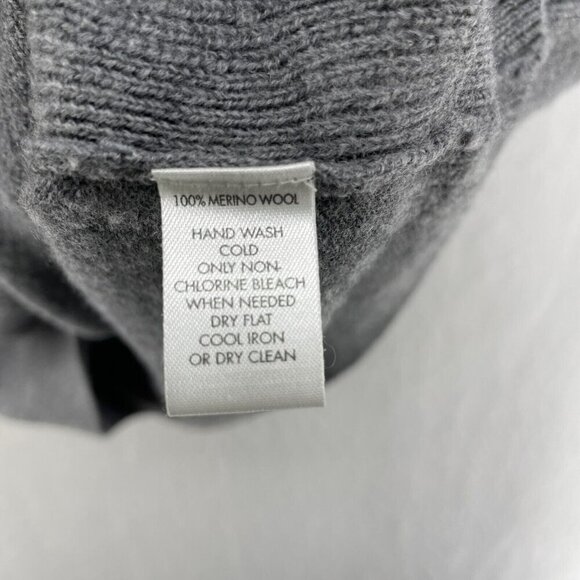 100% MERINO WOOL
HAND WASH
COLD
ONLY NON-
CHLORINE BLEACH
WHEN NEEDED
DRY FLAT
COOL IRON
OR DRY CLEAN